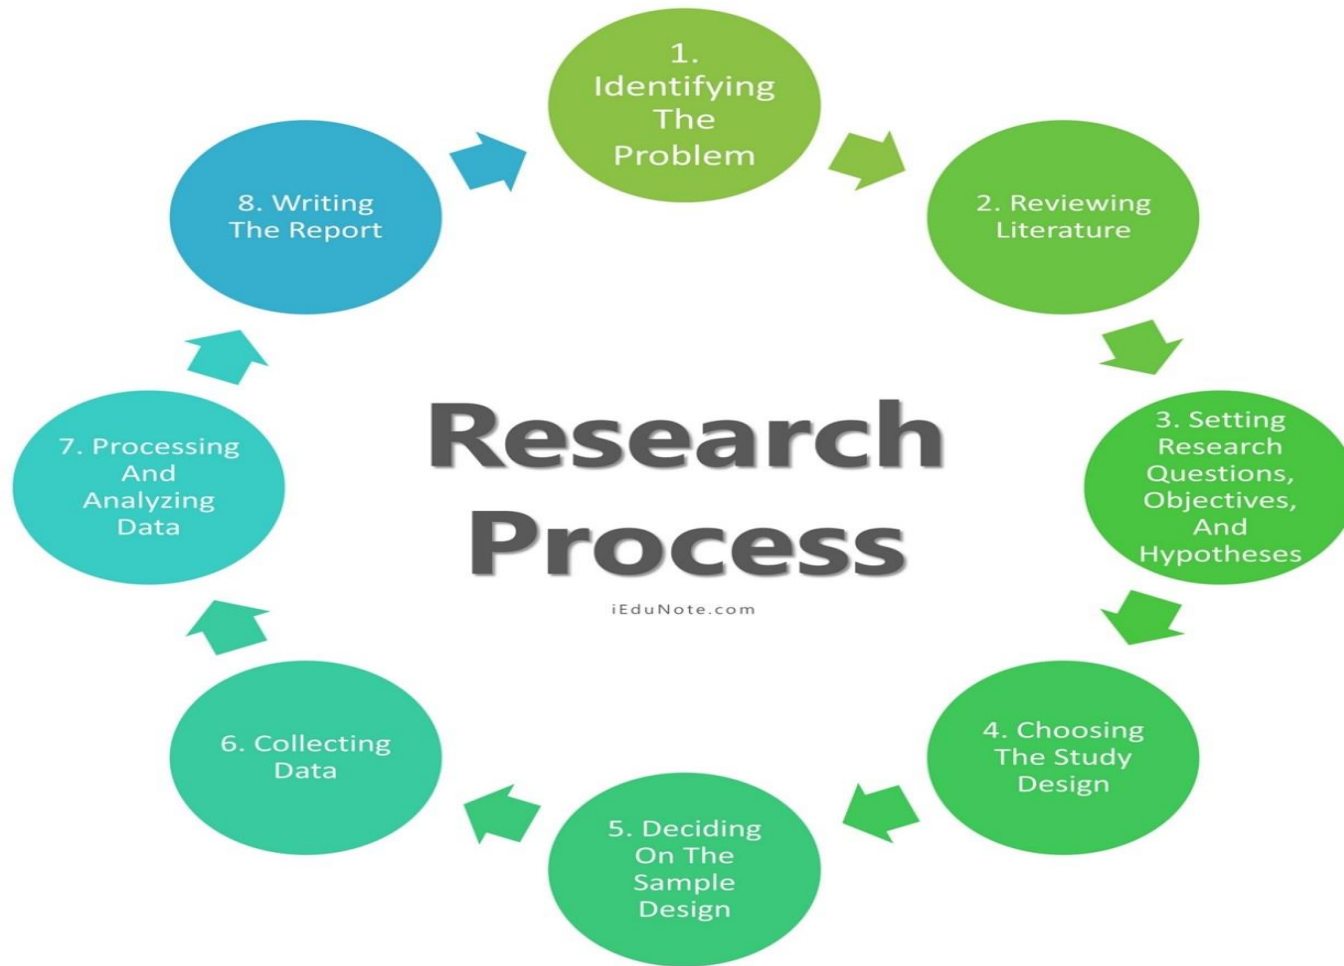 1.
Identifying
The
Problem
2. Reviewing
Literature
3. Setting
Research
Questions,
Objectives,
And
Hypotheses
4. Choosing
The Study
Design
5. Deciding
On The
Sample
Design
6. Collecting
Data
7. Processing
And
Analyzing
Data
8. Writing
The Report
Research
Process
iEduNote.com